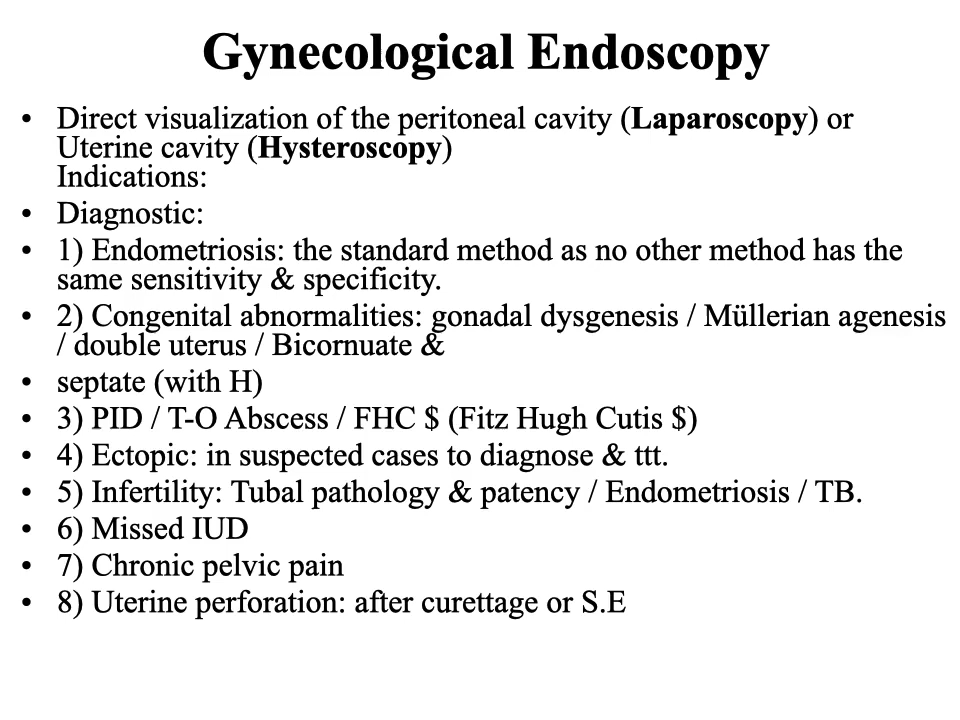 Gynecological Endoscopy
• Direct visualization of the peritoneal cavity (Laparoscopy) or
Uterine cavity (Hysteroscopy)
Indications:
• Diagnostic:
• 1) Endometriosis: the standard method as no other method has the
same sensitivity & specificity.
• 2) Congenital abnormalities: gonadal dysgenesis / Müllerian agenesis
/ double uterus / Bicornuate &
• septate (with H)
• 3) PID / T-O Abscess / FHC $ (Fitz Hugh Cutis $)
• 4) Ectopic: in suspected cases to diagnose & ttt.
• 5) Infertility: Tubal pathology & patency / Endometriosis / TB.
• 6) Missed IUD
• 7) Chronic pelvic pain
• 8) Uterine perforation: after curettage or S.E